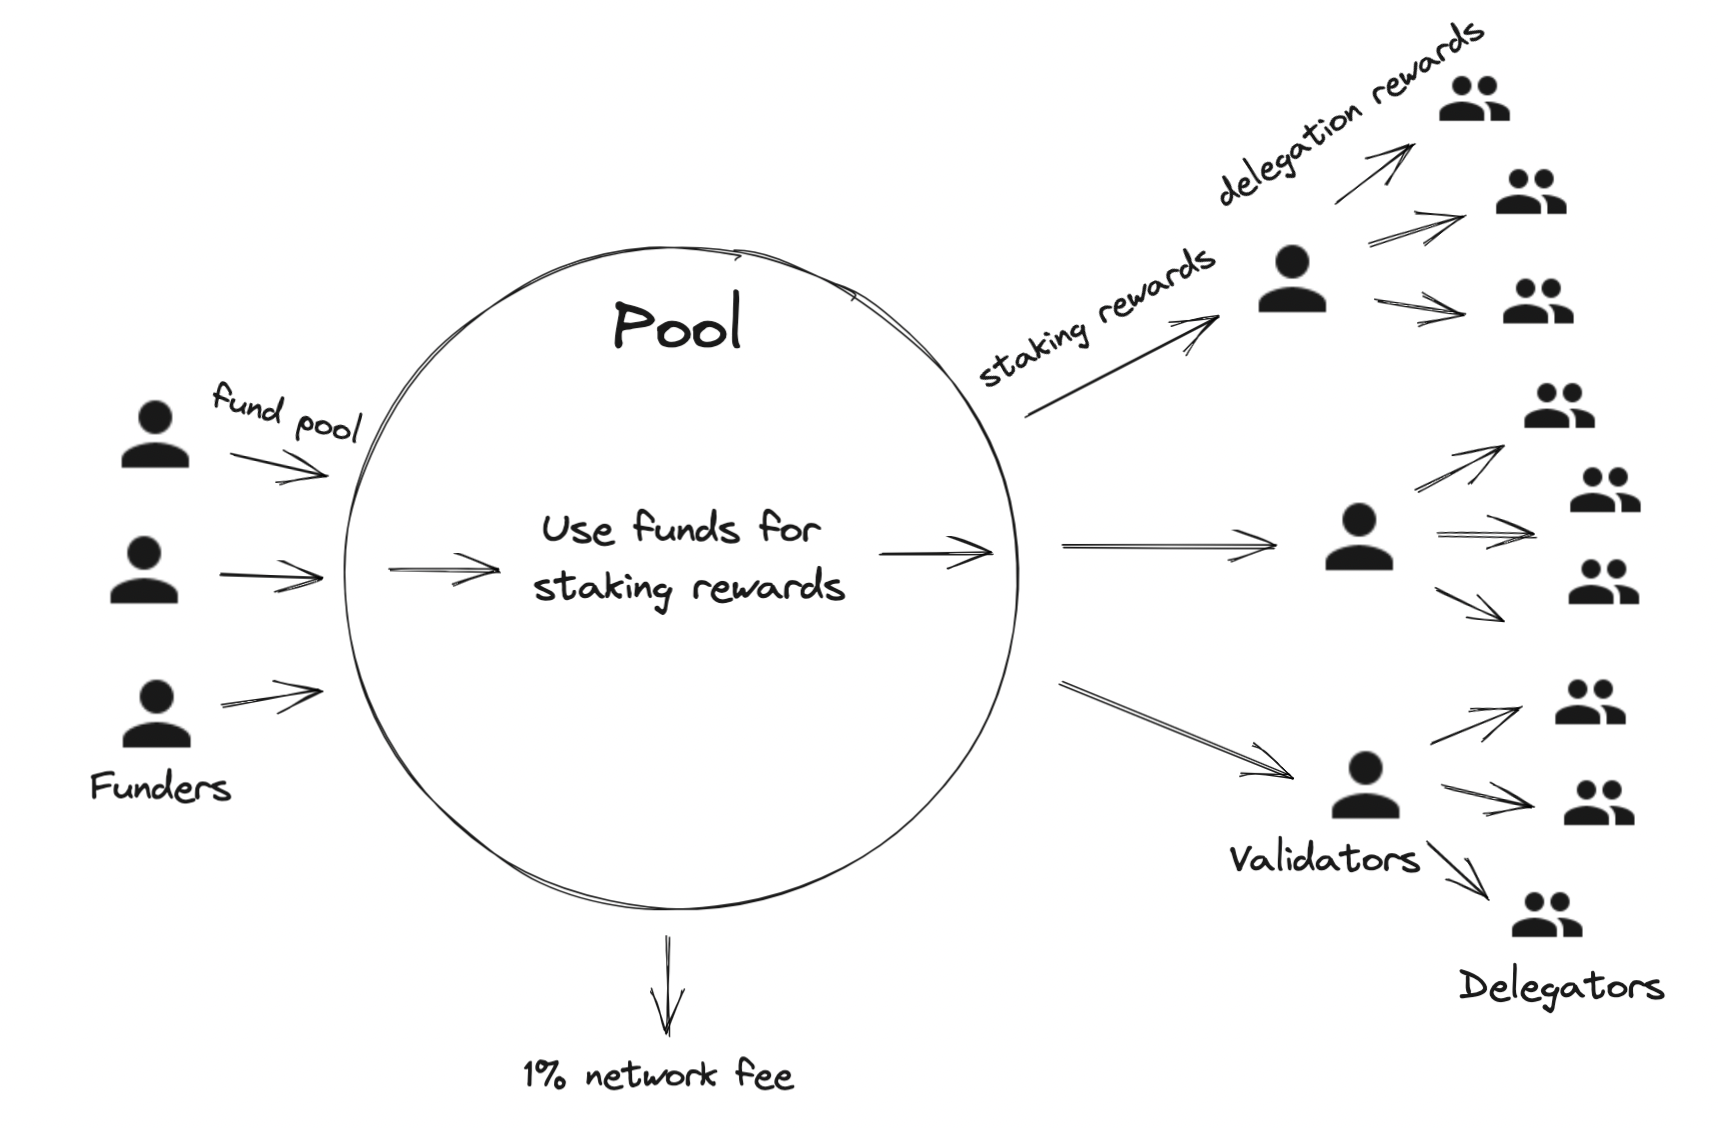 delegation rewards
staking rewards
Pool
fund pool
Use funds for
staking rewards
Funders
Validators
Delegators
1% network fee